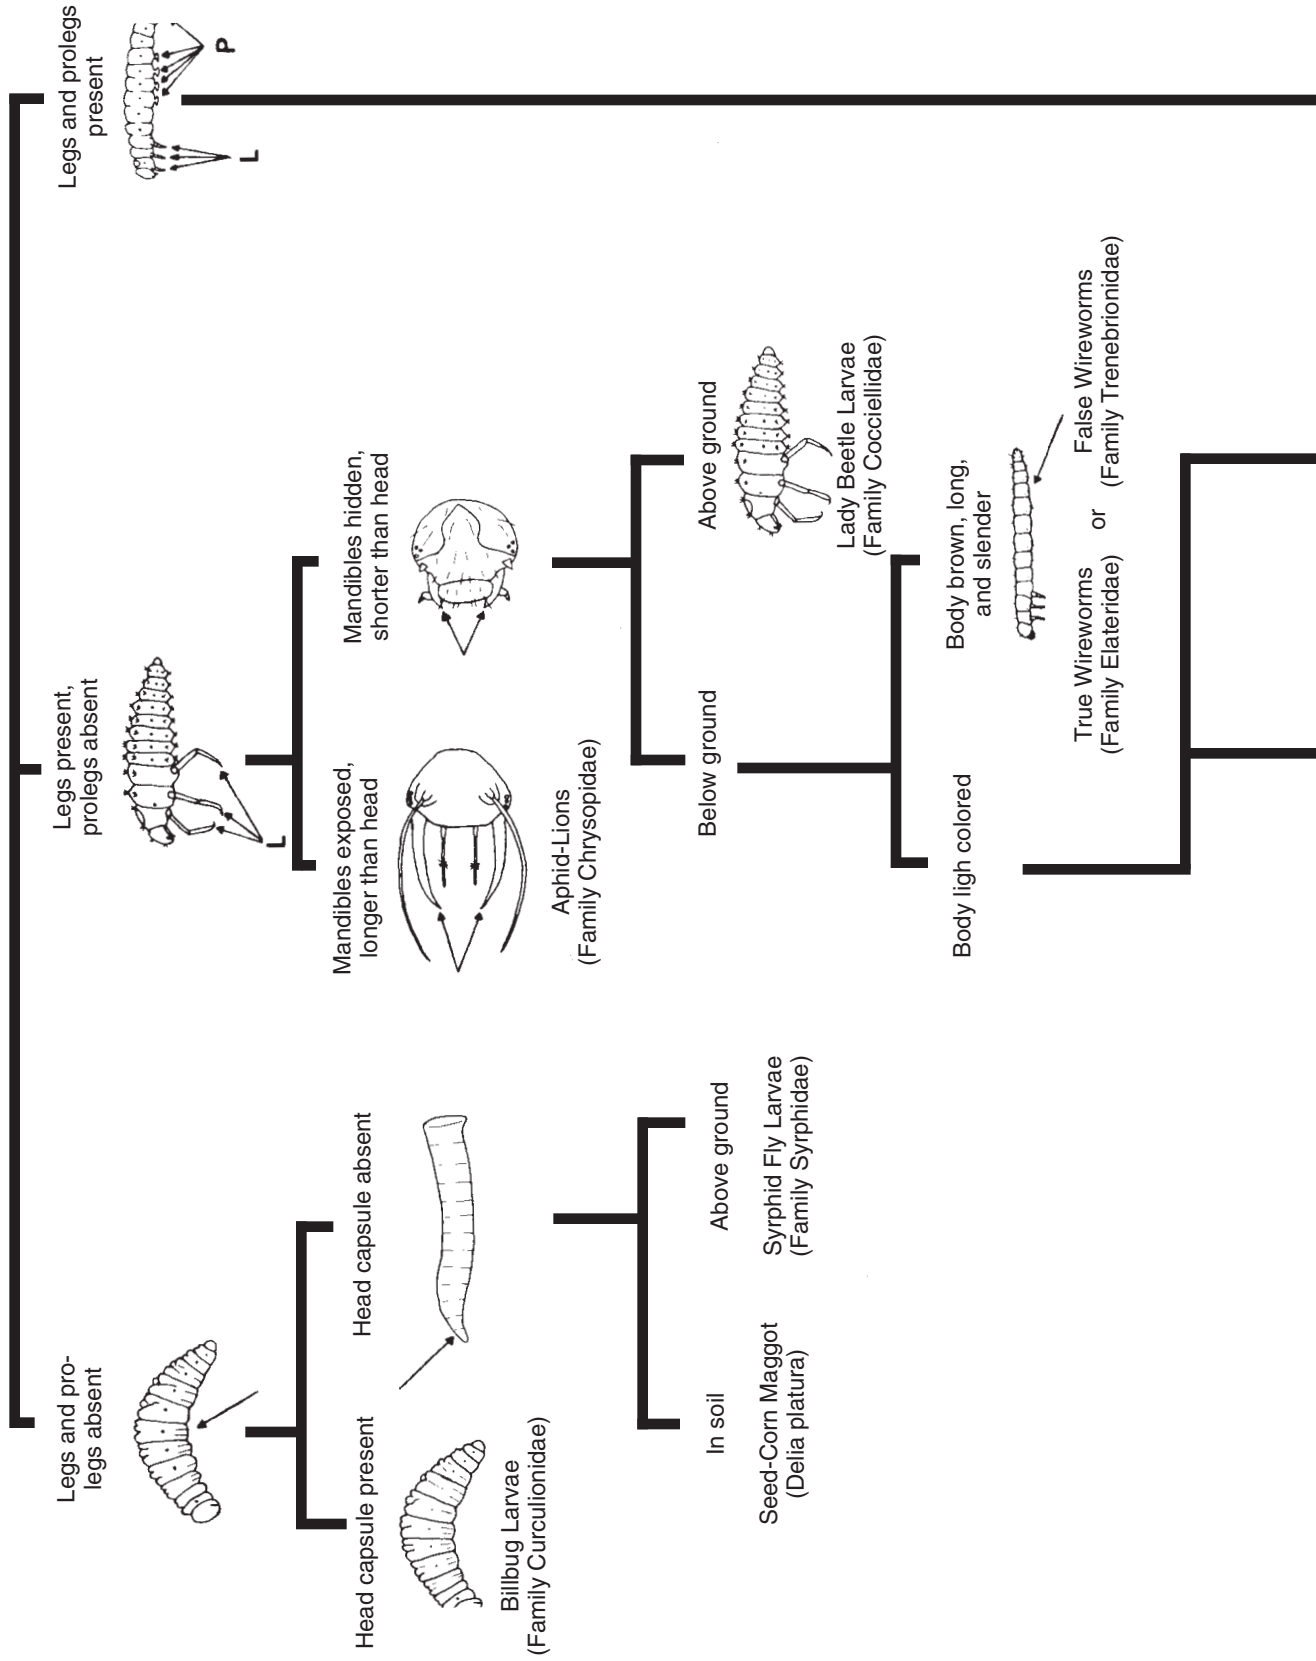 Legs and pro-
legs absent
Legs present,
prolegs absent
L
Legs and prolegs
present
L
P
Head capsule present
Billbug Larvae
(Family Curculionidae)
Head capsule absent
In soil
Seed-Corn Maggot
(Delia platura)
Above ground
Syrphid Fly Larvae
(Family Syrphidae)
Mandibles exposed,
longer than head
Aphid-Lions
(Family Chrysopidae)
Mandibles hidden,
shorter than head
Below ground
Above ground
Lady Beetle Larvae
(Family Cocciellidae)
Body ligh colored
Body brown, long,
and slender
True Wireworms
(Family Elateridae)
or
False Wireworms
(Family Trenebrionidae)